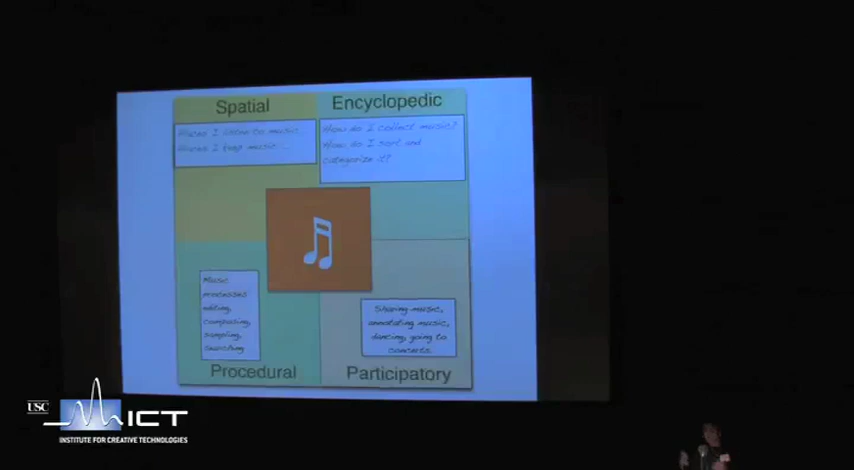 Spatial
Encyclopedic
Places I listen to music
Places I buy music
How do I collect music?
How do I sort and
categorize it?
Music
processes
editing,
composing,
sampling,
searching
Sharing music,
annotating music,
dancing, going to
concerts.
Procedural
Participatory
USC
ICT
INSTITUTE FOR CREATIVE TECHNOLOGIES